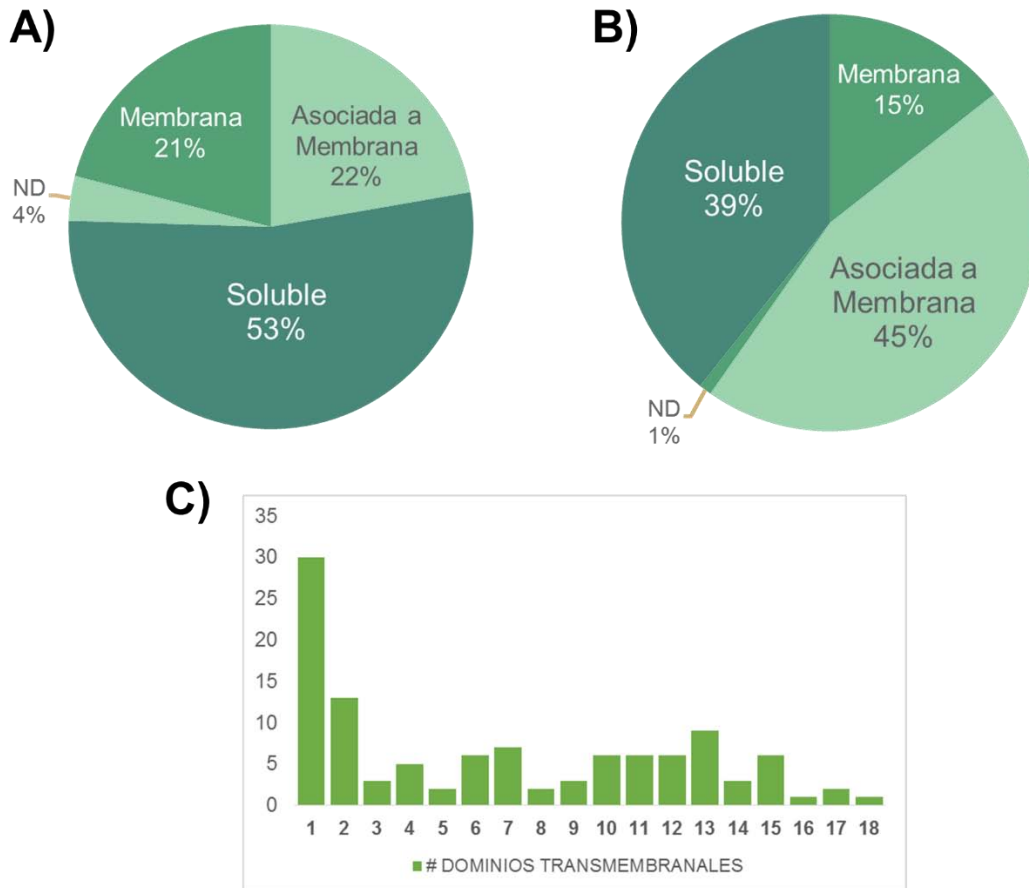 A)
Membrana
21%
Asociada a
Membrana
22%
ND
4%
Soluble
53%
B)
Membrana
15%
Soluble
39%
Asociada a
Membrana
45%
ND
1%
C)
35
30
25
20
15
10
5
0
1 2 3 4 5 6 7 8 9 10 11 12 13 14 15 16 17 18
# DOMINIOS TRANSMEMBRANALES